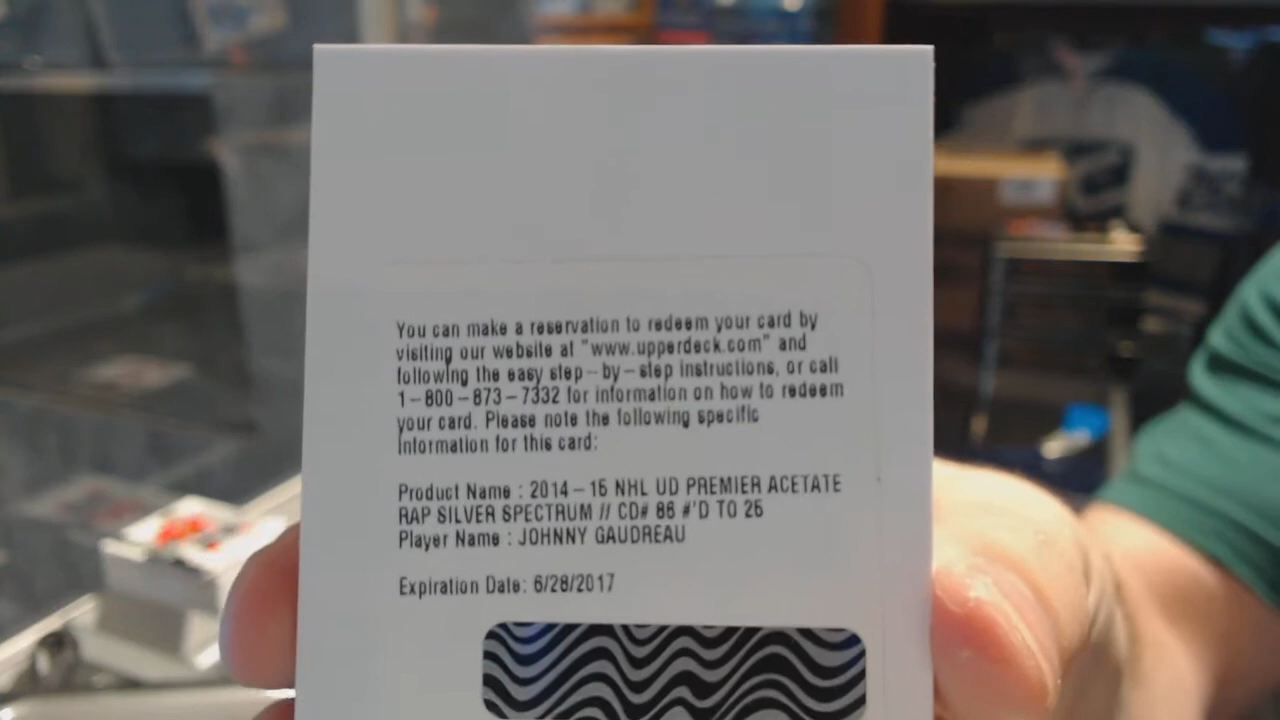 You can make a reservation to redeem your card by
visiting our website at "www.upperdeck.com" and
following the easy step-by-step instructions, or call
1-800-873-7332 for information on how to redeem
your card. Please note the following specific
information for this card:
Product Name : 2014-15 NHL UD PREMIER ACETATE
RAP SILVER SPECTRUM // CD# 86 #'D TO 25
Player Name : JOHNNY GAUDREAU
Expiration Date: 6/28/2017